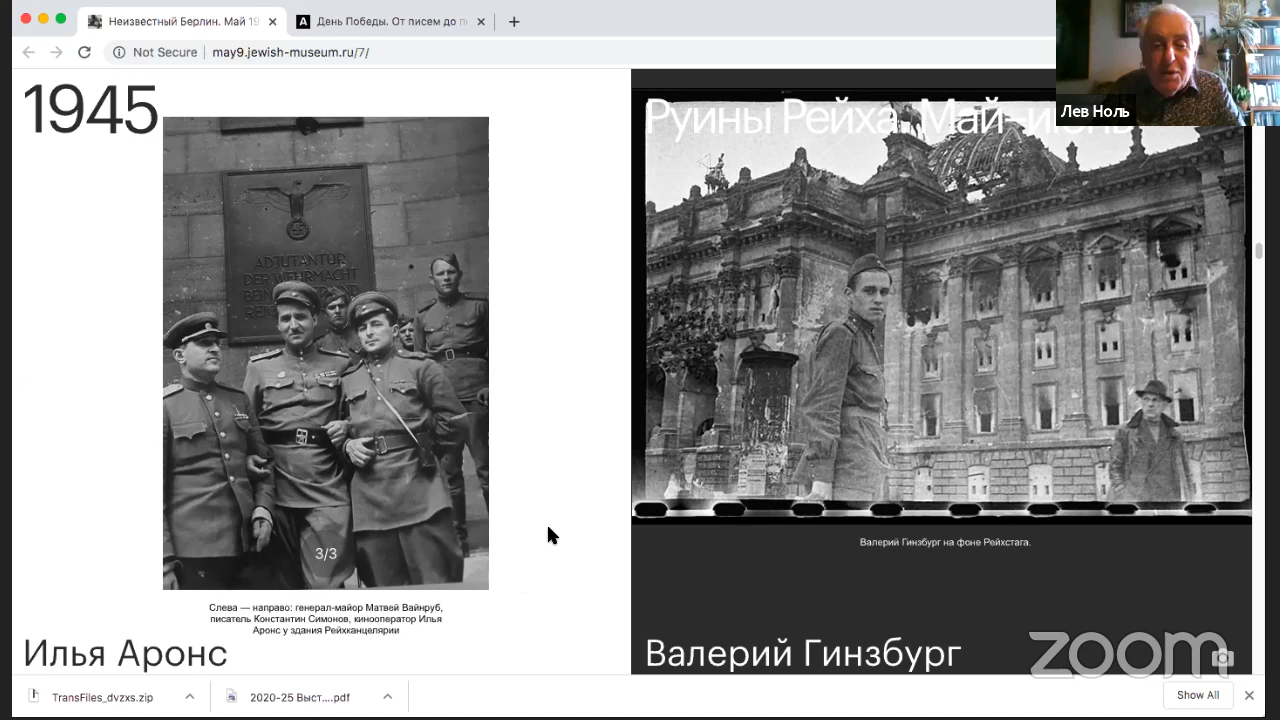 Неизвестный Берлин. Май 19
День Победы. От писем до п
Not Secure
may9.jewish-museum.ru/7/
Лев Ноль
1945
Руины Рейха. Май-июнь
ADJUTANTUR
DER WEHRMACHT
3/3
Слева — направо: генерал-майор Матвей Вайнруб,
писатель Константин Симонов, кинооператор Илья
Аронс у здания Рейхканцелярии
Илья Аронс
Валерий Гинзбург на фоне Рейхстага.
Валерий Гинзбург
zoom
TransFiles_dvzxs.zip
2020-25 Выст....pdf
Show All